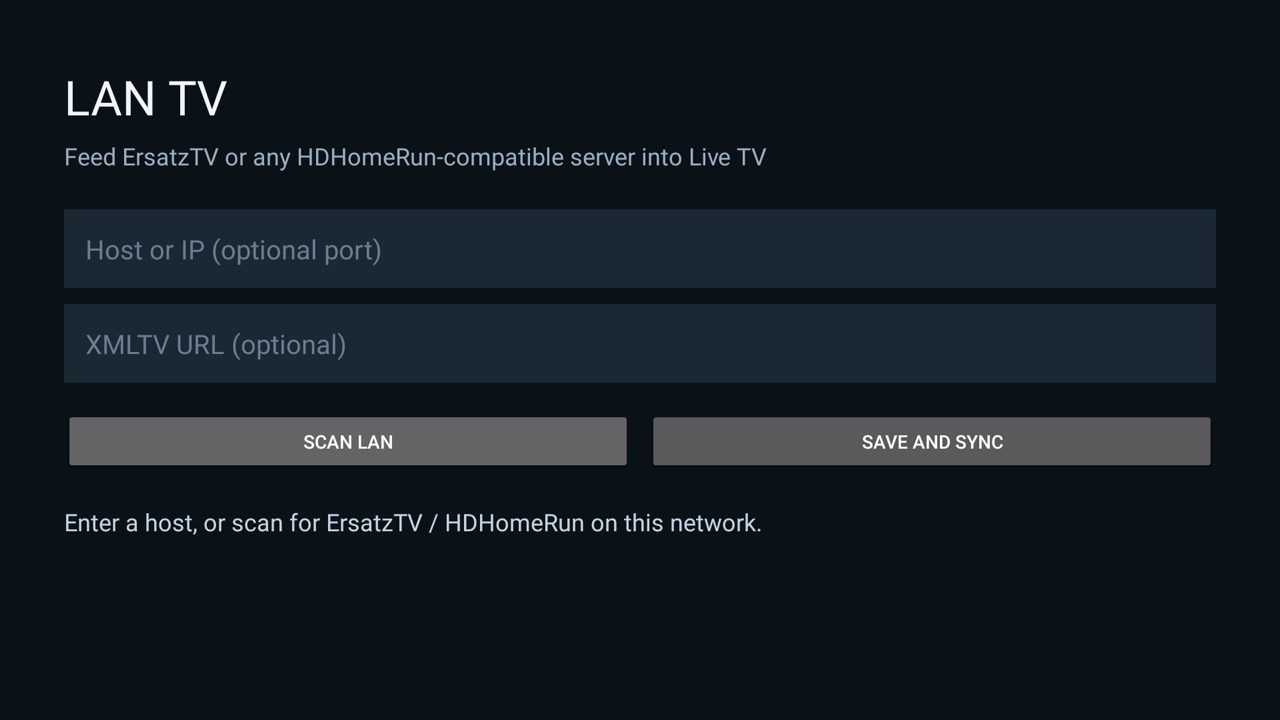 LAN TV
Feed ErsatzTV or any HDHomeRun-compatible server into Live TV
Host or IP (optional port)
XMLTV URL (optional)
SCAN LAN
SAVE AND SYNC
Enter a host, or scan for ErsatzTV / HDHomeRun on this network.